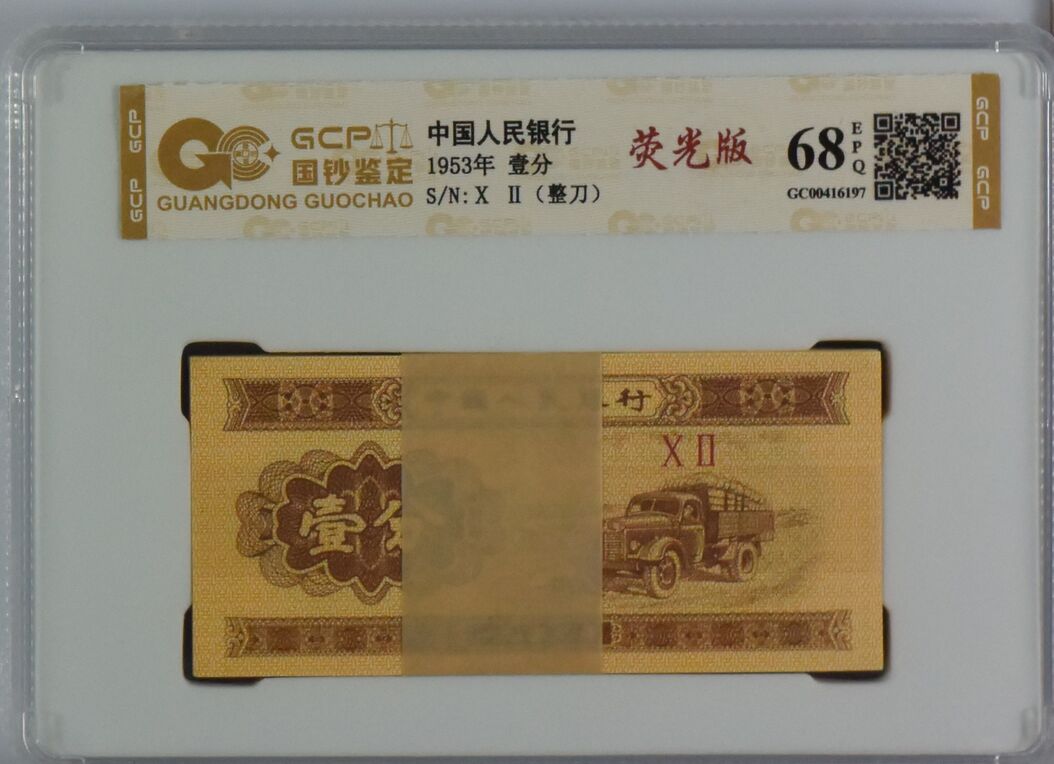 GCP
国钞鉴定
GUANGDONG GUOCHAO
中国人民银行
1953年 壹分
S/N: X Ⅱ (整刀)
荧光版
68
EPQ
GC00416197
GCP
GCP
GCP
GCP
行
X Ⅱ
壹